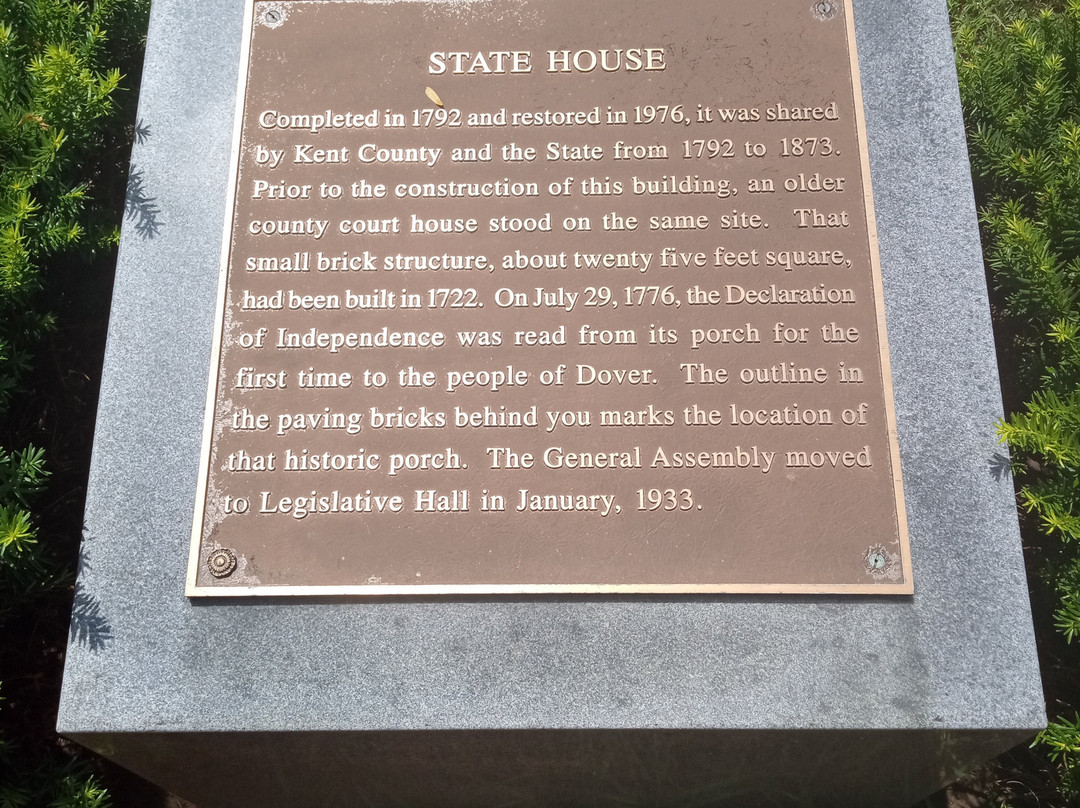 STATE HOUSE
Completed in 1792 and restored in 1976, it was shared
by Kent County and the State from 1792 to 1873.
Prior to the construction of this building, an older
county court house stood on the same site. That
small brick structure, about twenty five feet square,
had been built in 1722. On July 29, 1776, the Declaration
of Independence was read from its porch for the
first time to the people of Dover. The outline in
the paving bricks behind you marks the location of
that historic porch. The General Assembly moved
to Legislative Hall in January, 1933.